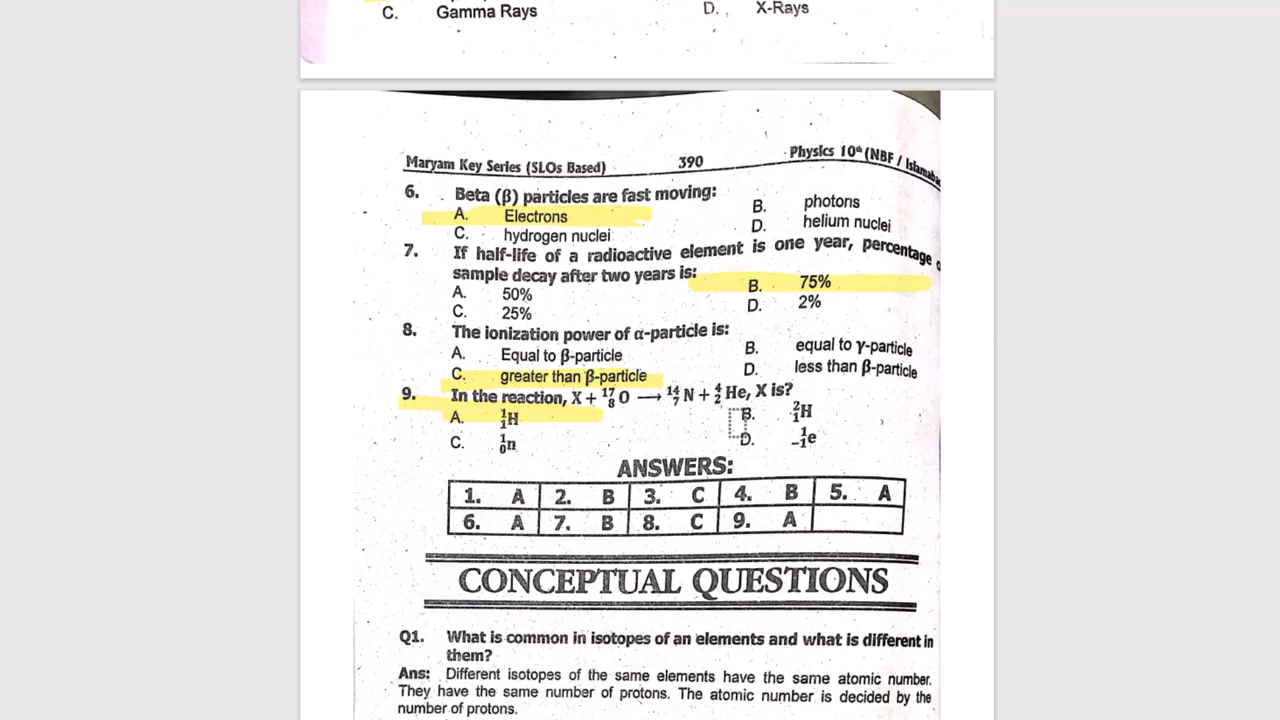 C. Gamma Rays D. X-Rays
Maryam Key Series (SLOs Based) 390 Physics 10th (NBF / Islamabad
6. Beta (β) particles are fast moving:
A. Electrons B. photons
C. hydrogen nuclei D. helium nuclei
7. If half-life of a radioactive element is one year, percentage
sample decay after two years is:
A. 50% B. 75%
C. 25% D. 2%
8. The ionization power of α-particle is:
A. Equal to β-particle B. equal to γ-particle
C. greater than β-particle D. less than β-particle
9. In the reaction, X + ¹⁷₈O → ¹⁴₇N + ⁴₂He, X is?
A. ¹₁H B. ²₁H
C. ¹₀n D. ¹₋₁e
ANSWERS:
1. A 2. B 3. C 4. B 5. A
6. A 7. B 8. C 9. A
CONCEPTUAL QUESTIONS
Q1. What is common in isotopes of an elements and what is different in
them?
Ans: Different isotopes of the same elements have the same atomic number.
They have the same number of protons. The atomic number is decided by the
number of protons.